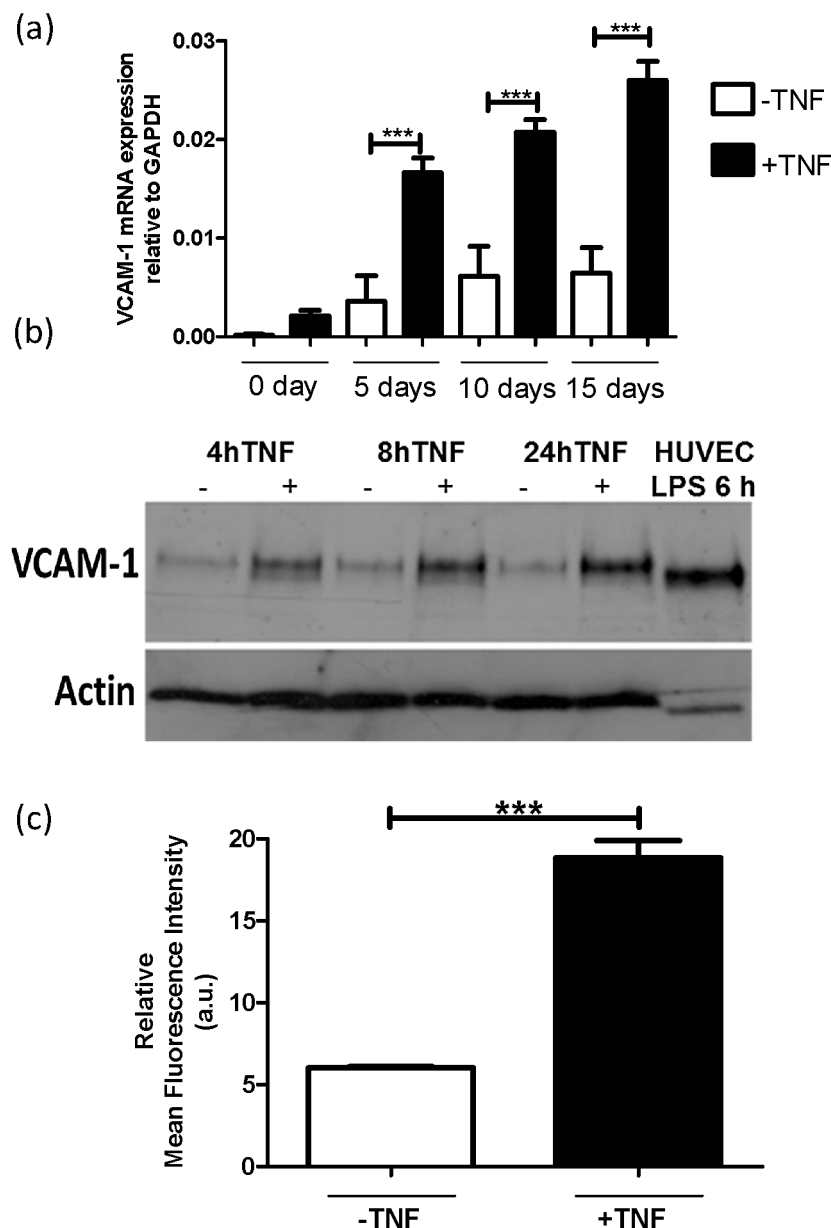 (a)
VCAM-1 mRNA expression
relative to GAPDH
0.03
0.02
0.01
0.00
***
***
***
-TNF
+TNF
0 day
5 days
10 days
15 days
(b)
4hTNF
8hTNF
24hTNF
HUVEC
- + - + - + LPS 6 h
VCAM-1
Actin
(c)
Relative
Mean Fluorescence Intensity
(a.u.)
20
15
10
5
0
***
-TNF
+TNF